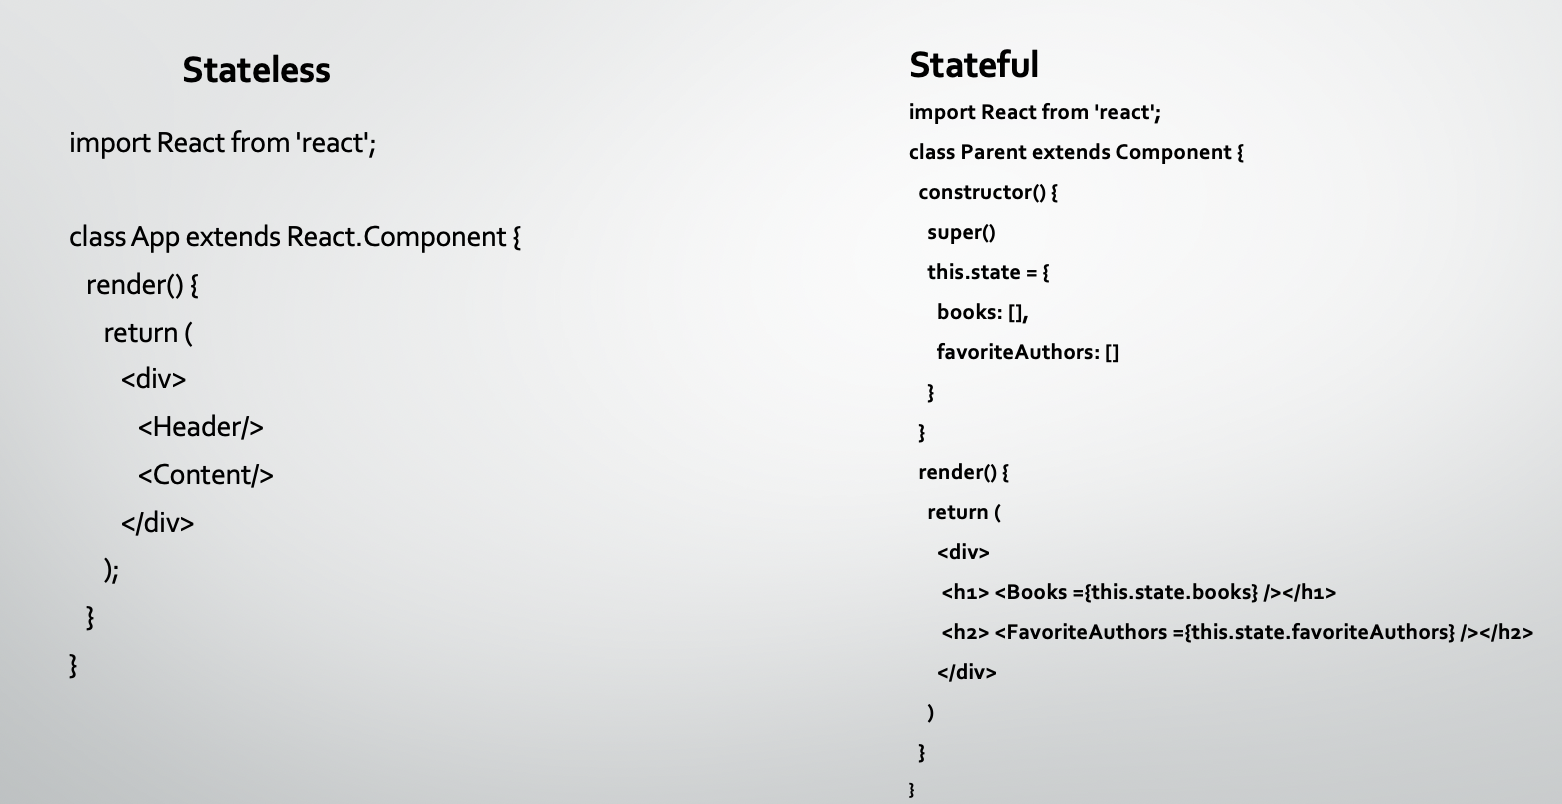 Stateless
import React from 'react';
class App extends React.Component {
render() {
return (
<div>
<Header/>
<Content/>
</div>
);
}
}
Stateful
import React from 'react';
class Parent extends Component {
constructor() {
super()
this.state = {
books: [],
favoriteAuthors: []
}
}
render() {
return (
<div>
<h1> <Books ={this.state.books} /></h1>
<h2> <FavoriteAuthors ={this.state.favoriteAuthors} /></h2>
</div>
)
}
}